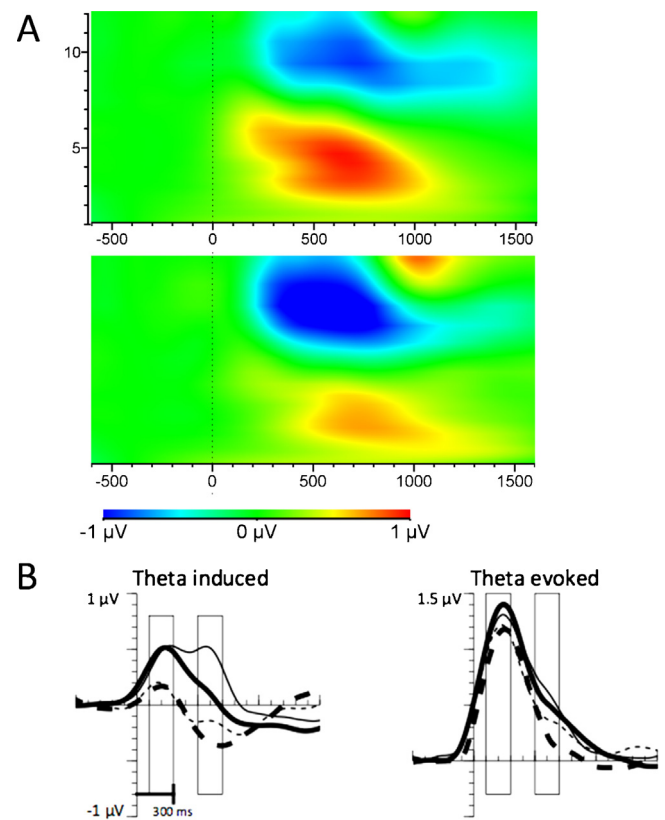 A
10
5
-500 0 500 1000 1500
-500 0 500 1000 1500
-1 µV 0 µV 1 µV
B
Theta induced Theta evoked
1 µV 1.5 µV
-1 µV 300 ms